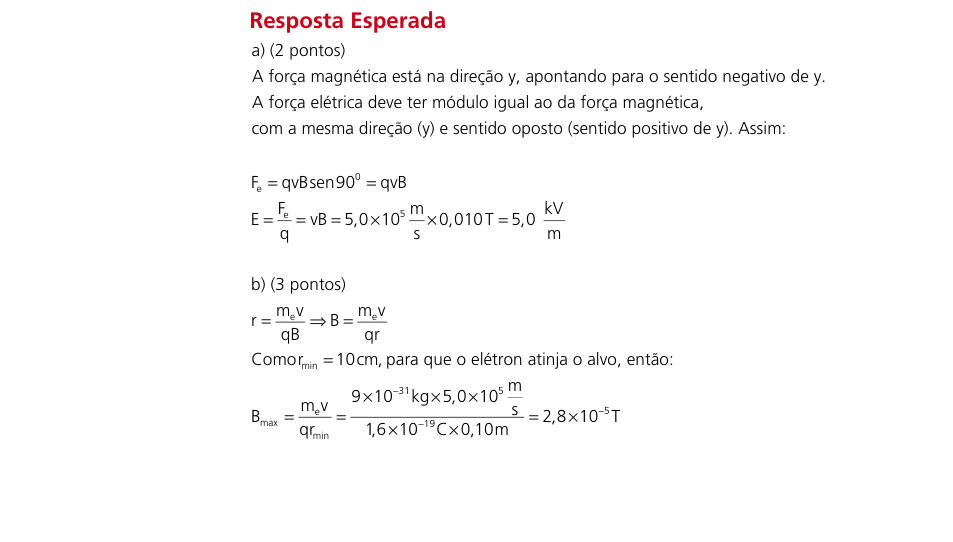 Resposta Esperada
a) (2 pontos)
A força magnética está na direção y, apontando para o sentido negativo de y.
A força elétrica deve ter módulo igual ao da força magnética,
com a mesma direção (y) e sentido oposto (sentido positivo de y). Assim:
Fₑ = qvBsen90⁰ = qvB
E = Fₑ/q = vB = 5,0×10⁵ m/s ×0,010T = 5,0 kV/m
b) (3 pontos)
r = mₑv/qB ⇒ B = mₑv/qr
Como r_min = 10cm, para que o elétron atinja o alvo, então:
B_max = mₑv/qr_min = 9×10⁻³¹kg×5,0×10⁵ m/s / 1,6×10⁻¹⁹C×0,10m = 2,8×10⁻⁵T